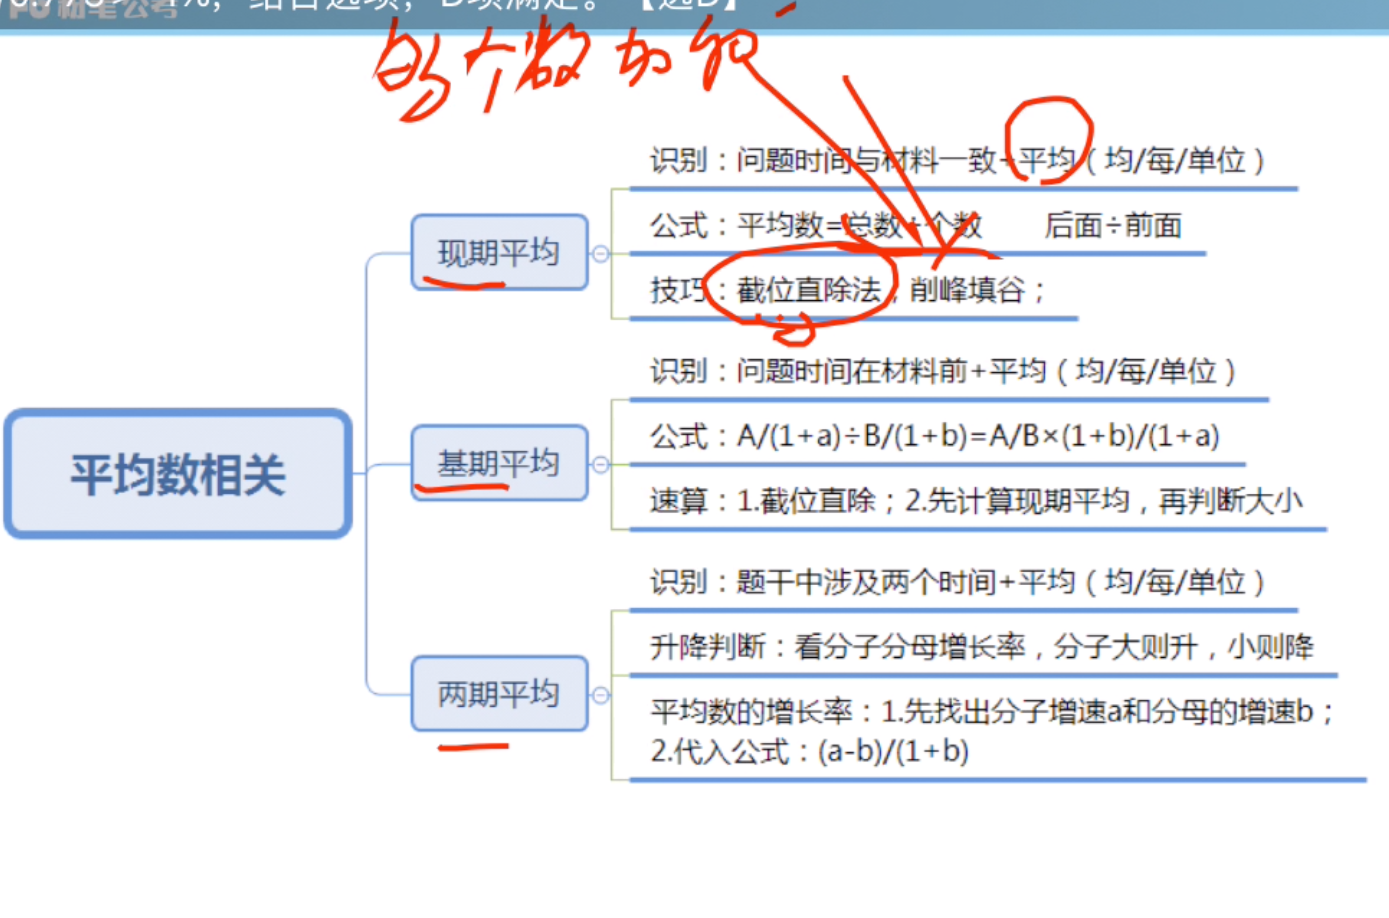 %，结合选项，D项满足。【选D】
粉笔公考
每个数加和
识别：问题时间与材料一致+平均（均/每/单位）
公式：平均数=总数÷个数 后面÷前面
现期平均
技巧：截位直除法，削峰填谷；
识别：问题时间在材料前+平均（均/每/单位）
公式：A/(1+a)÷B/(1+b)=A/B×(1+b)/(1+a)
基期平均
平均数相关
速算：1.截位直除；2.先计算现期平均，再判断大小
识别：题干中涉及两个时间+平均（均/每/单位）
升降判断：看分子分母增长率，分子大则升，小则降
两期平均
平均数的增长率：1.先找出分子增速a和分母的增速b；
2.代入公式：(a-b)/(1+b)